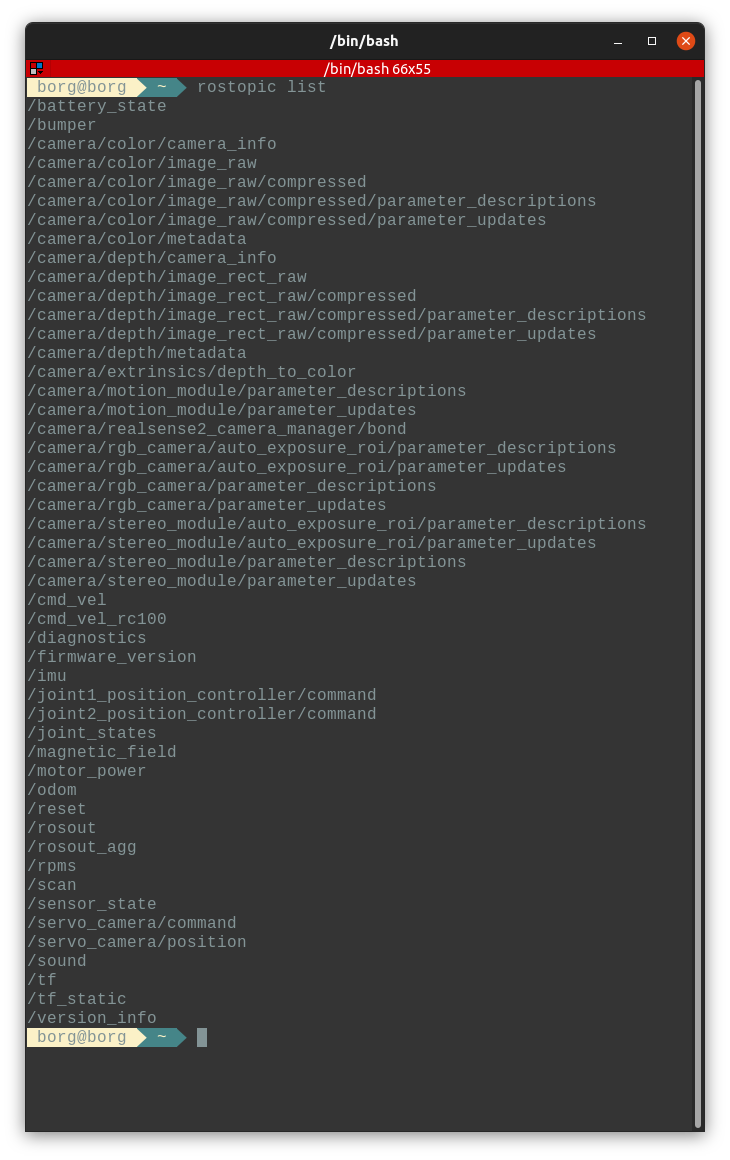 /bin/bash
/bin/bash 66x55
borg@borg ~ rostopic list
/battery_state
/bumper
/camera/color/camera_info
/camera/color/image_raw
/camera/color/image_raw/compressed
/camera/color/image_raw/compressed/parameter_descriptions
/camera/color/image_raw/compressed/parameter_updates
/camera/color/metadata
/camera/depth/camera_info
/camera/depth/image_rect_raw
/camera/depth/image_rect_raw/compressed
/camera/depth/image_rect_raw/compressed/parameter_descriptions
/camera/depth/image_rect_raw/compressed/parameter_updates
/camera/depth/metadata
/camera/extrinsics/depth_to_color
/camera/motion_module/parameter_descriptions
/camera/motion_module/parameter_updates
/camera/realsense2_camera_manager/bond
/camera/rgb_camera/auto_exposure_roi/parameter_descriptions
/camera/rgb_camera/auto_exposure_roi/parameter_updates
/camera/rgb_camera/parameter_descriptions
/camera/rgb_camera/parameter_updates
/camera/stereo_module/auto_exposure_roi/parameter_descriptions
/camera/stereo_module/auto_exposure_roi/parameter_updates
/camera/stereo_module/parameter_descriptions
/camera/stereo_module/parameter_updates
/cmd_vel
/cmd_vel_rc100
/diagnostics
/firmware_version
/imu
/joint1_position_controller/command
/joint2_position_controller/command
/joint_states
/magnetic_field
/motor_power
/odom
/reset
/rosout
/rosout_agg
/rpms
/scan
/sensor_state
/servo_camera/command
/servo_camera/position
/sound
/tf
/tf_static
/version_info
borg@borg ~